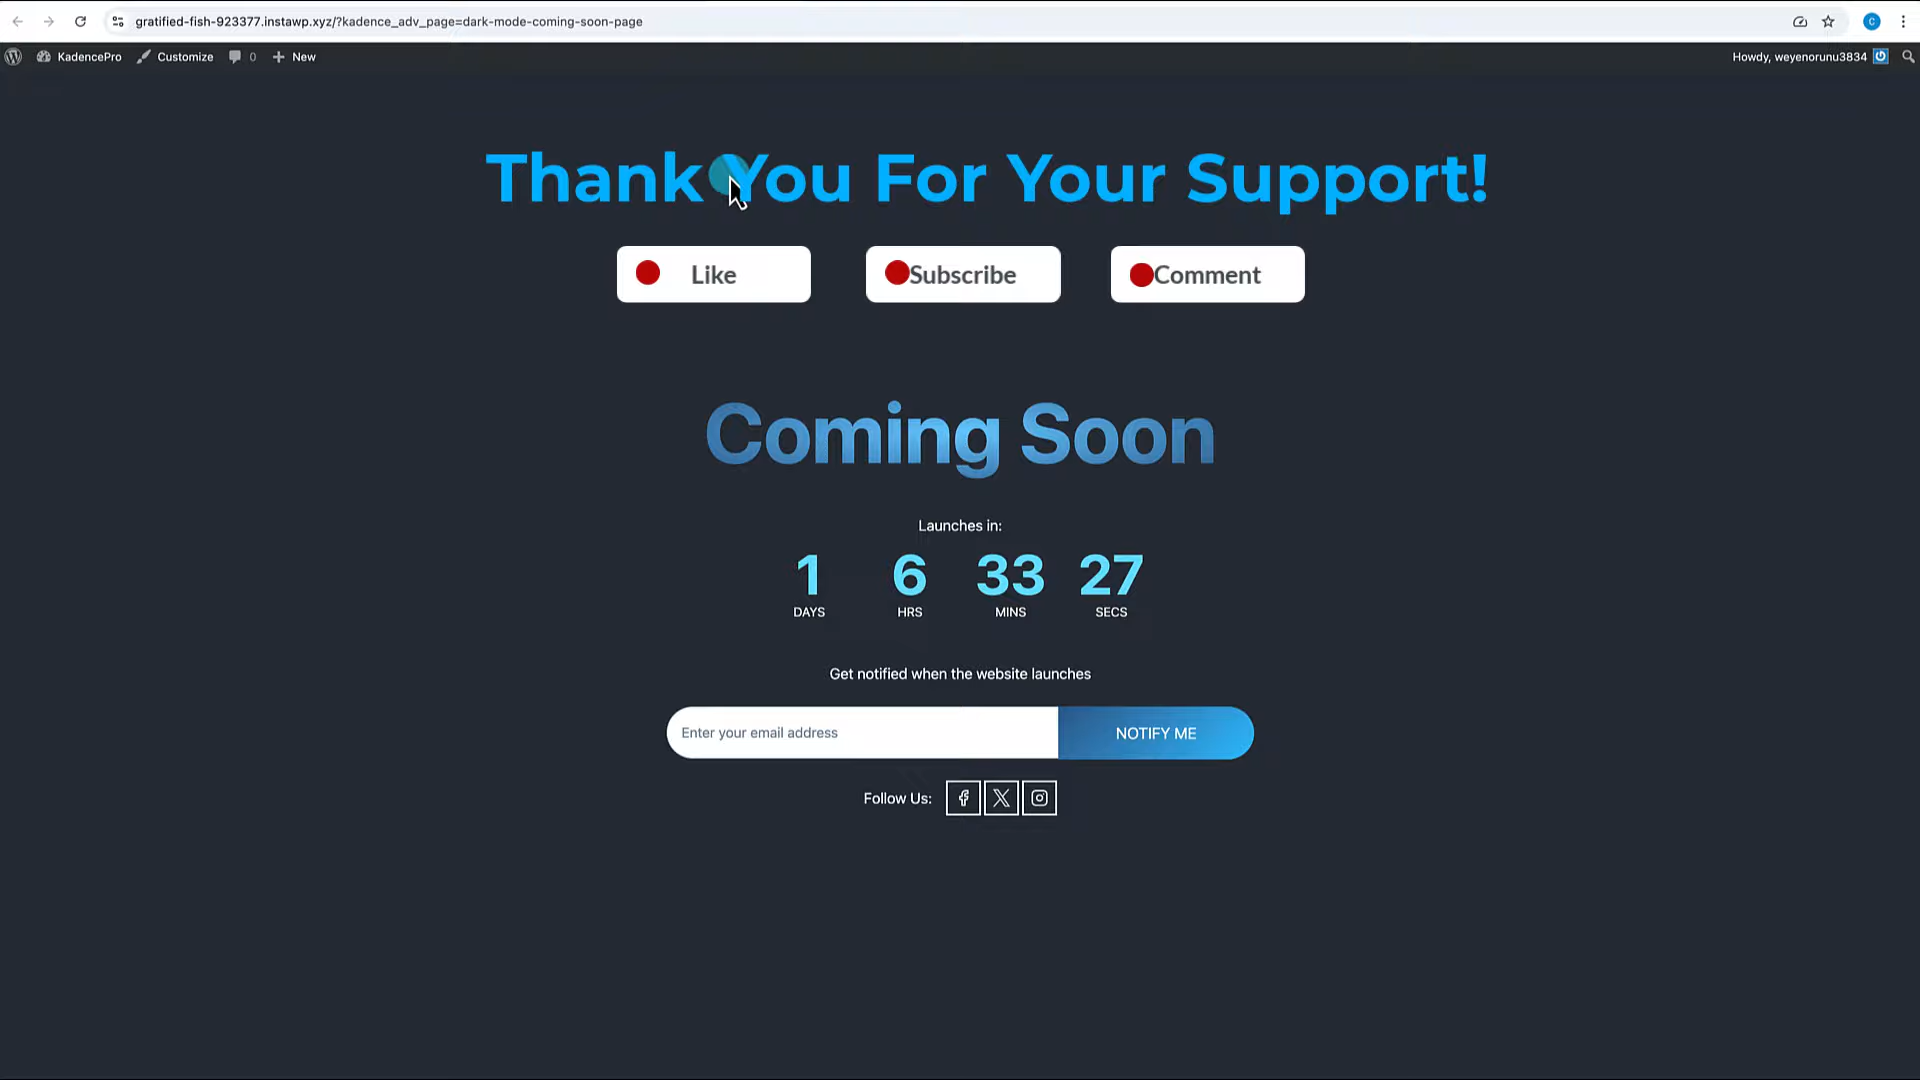 gratified-fish-923377.instawp.xyz/?kadence_adv_page=dark-mode-coming-soon-page
C
KadencePro Customize 0 New Howdy, weyenorunu3834
Thank You For Your Support!
Like Subscribe Comment
Coming Soon
Launches in:
1 6 33 27
DAYS HRS MINS SECS
Get notified when the website launches
Enter your email address NOTIFY ME
Follow Us: